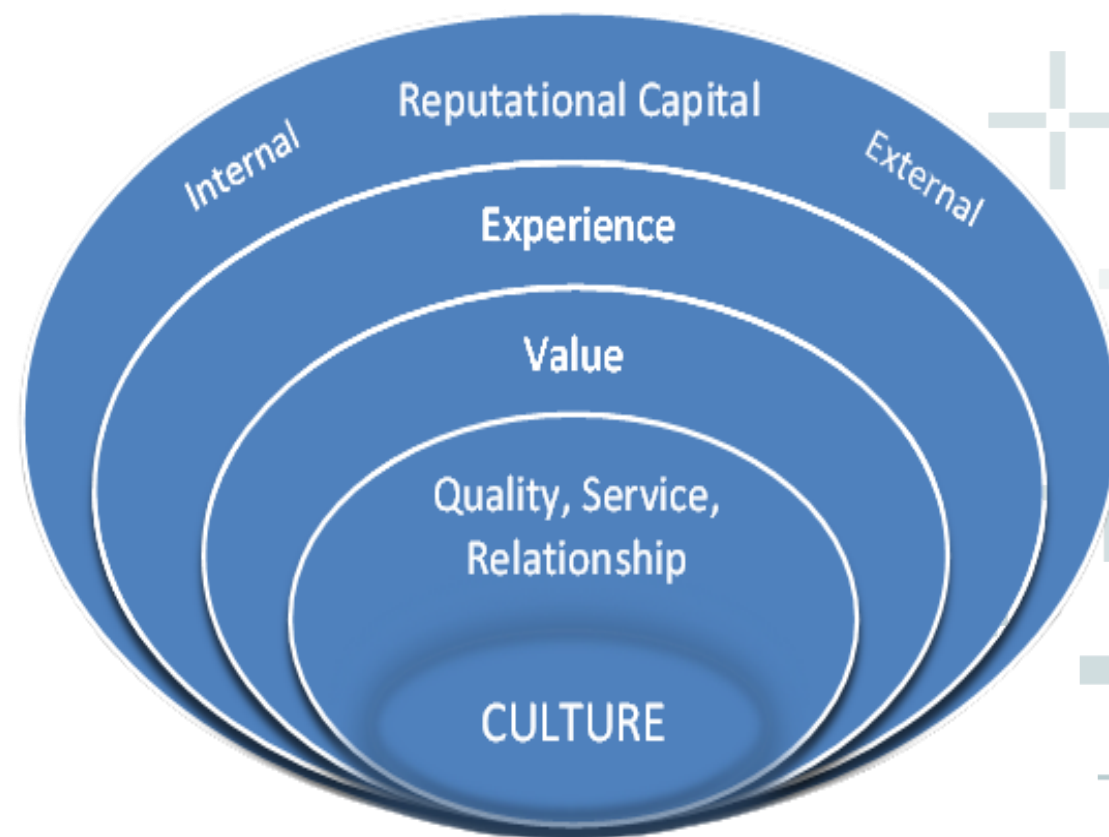 Reputational Capital
Internal
External
Experience
Value
Quality, Service,
Relationship
CULTURE